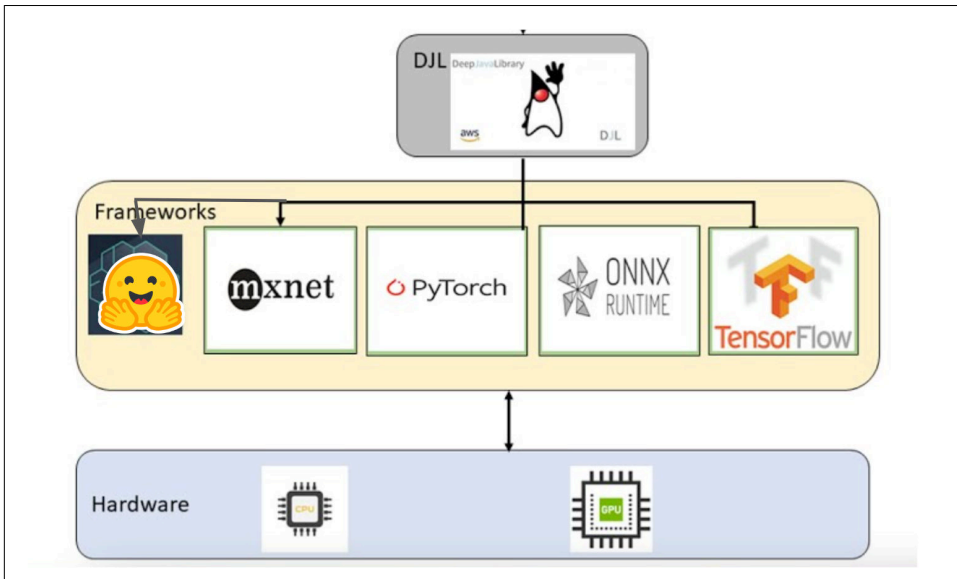 DJL
DeepJavaLibrary
aws
DJL
Frameworks
mxnet
PyTorch
ONNX
RUNTIME
TensorFlow
Hardware
CPU
GPU